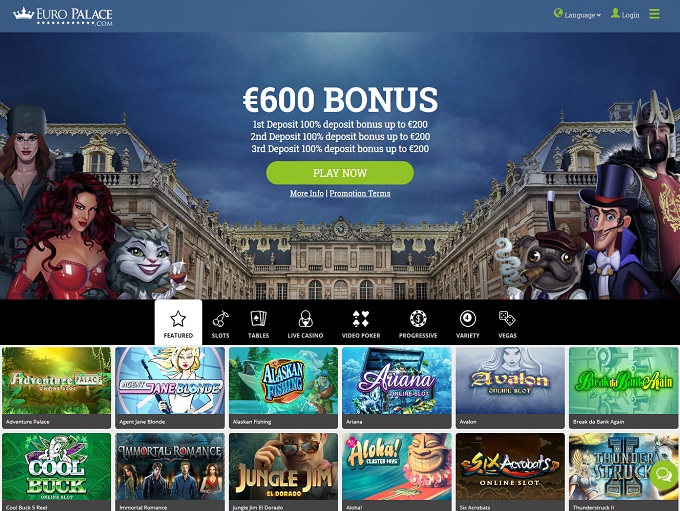 EURO PALACE
.COM
Language
Login
€600 BONUS
1st Deposit 100% deposit bonus up to €200
2nd Deposit 100% deposit bonus up to €200
3rd Deposit 100% deposit bonus up to €200
PLAY NOW
More Info | Promotion Terms
FEATURED
SLOTS
TABLES
LIVE CASINO
VIDEO POKER
PROGRESSIVE
VARIETY
VEGAS
Adventure PALACE
ONLINE SLOT
AGENT
JANE BLONDE
ALASKAN
FISHING
Ariana
ONLINE SLOT
Avalon
ONLINE SLOT
Break da Bank Again
Adventure Palace
Agent Jane Blonde
Alaskan Fishing
Ariana
Avalon
Break da Bank Again
COOL
BUCK
ONLINE SLOT
IMMORTAL ROMANCE
JUNGLE JIM
EL DORADO
Aloha!
CLUSTER PAYS
SIX Acrobats
ONLINE SLOT
THUNDER
STRUCK
II
Cool Buck 5 Reel
Immortal Romance
Jungle Jim El Dorado
Aloha!
Six Acrobats
Thunderstruck II